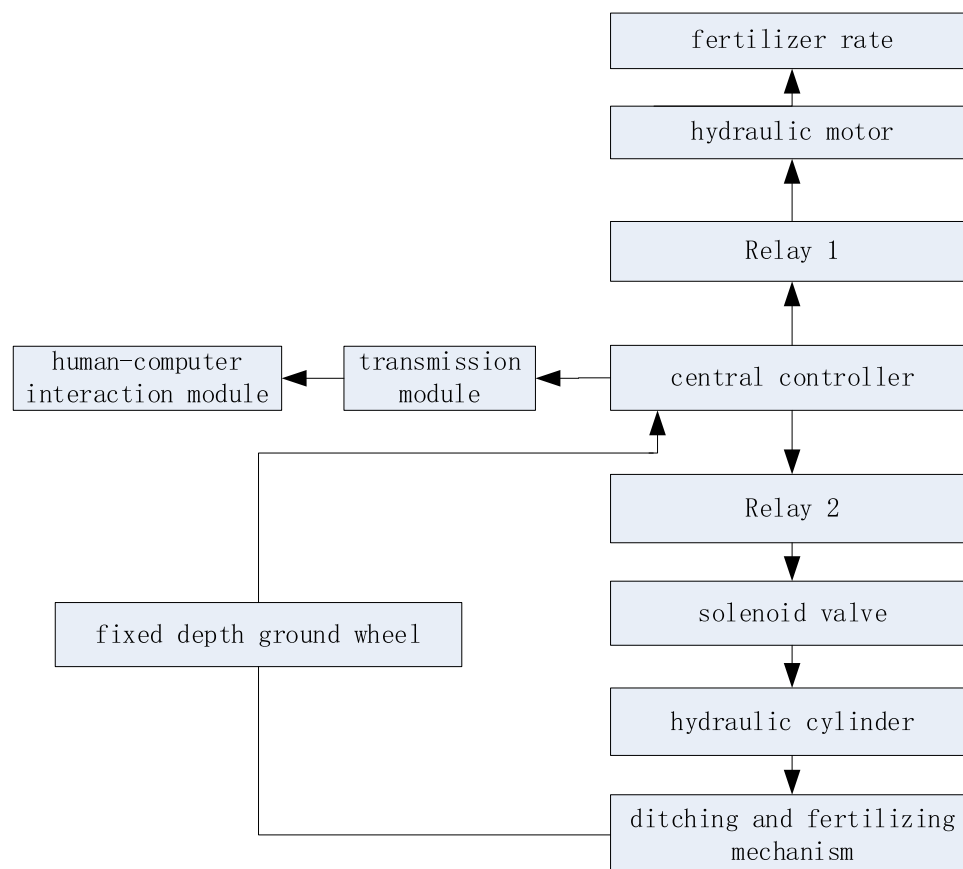 fertilizer rate
hydraulic motor
Relay 1
human-computer
interaction module
transmission
module
central controller
Relay 2
solenoid valve
fixed depth ground wheel
hydraulic cylinder
ditching and fertilizing
mechanism